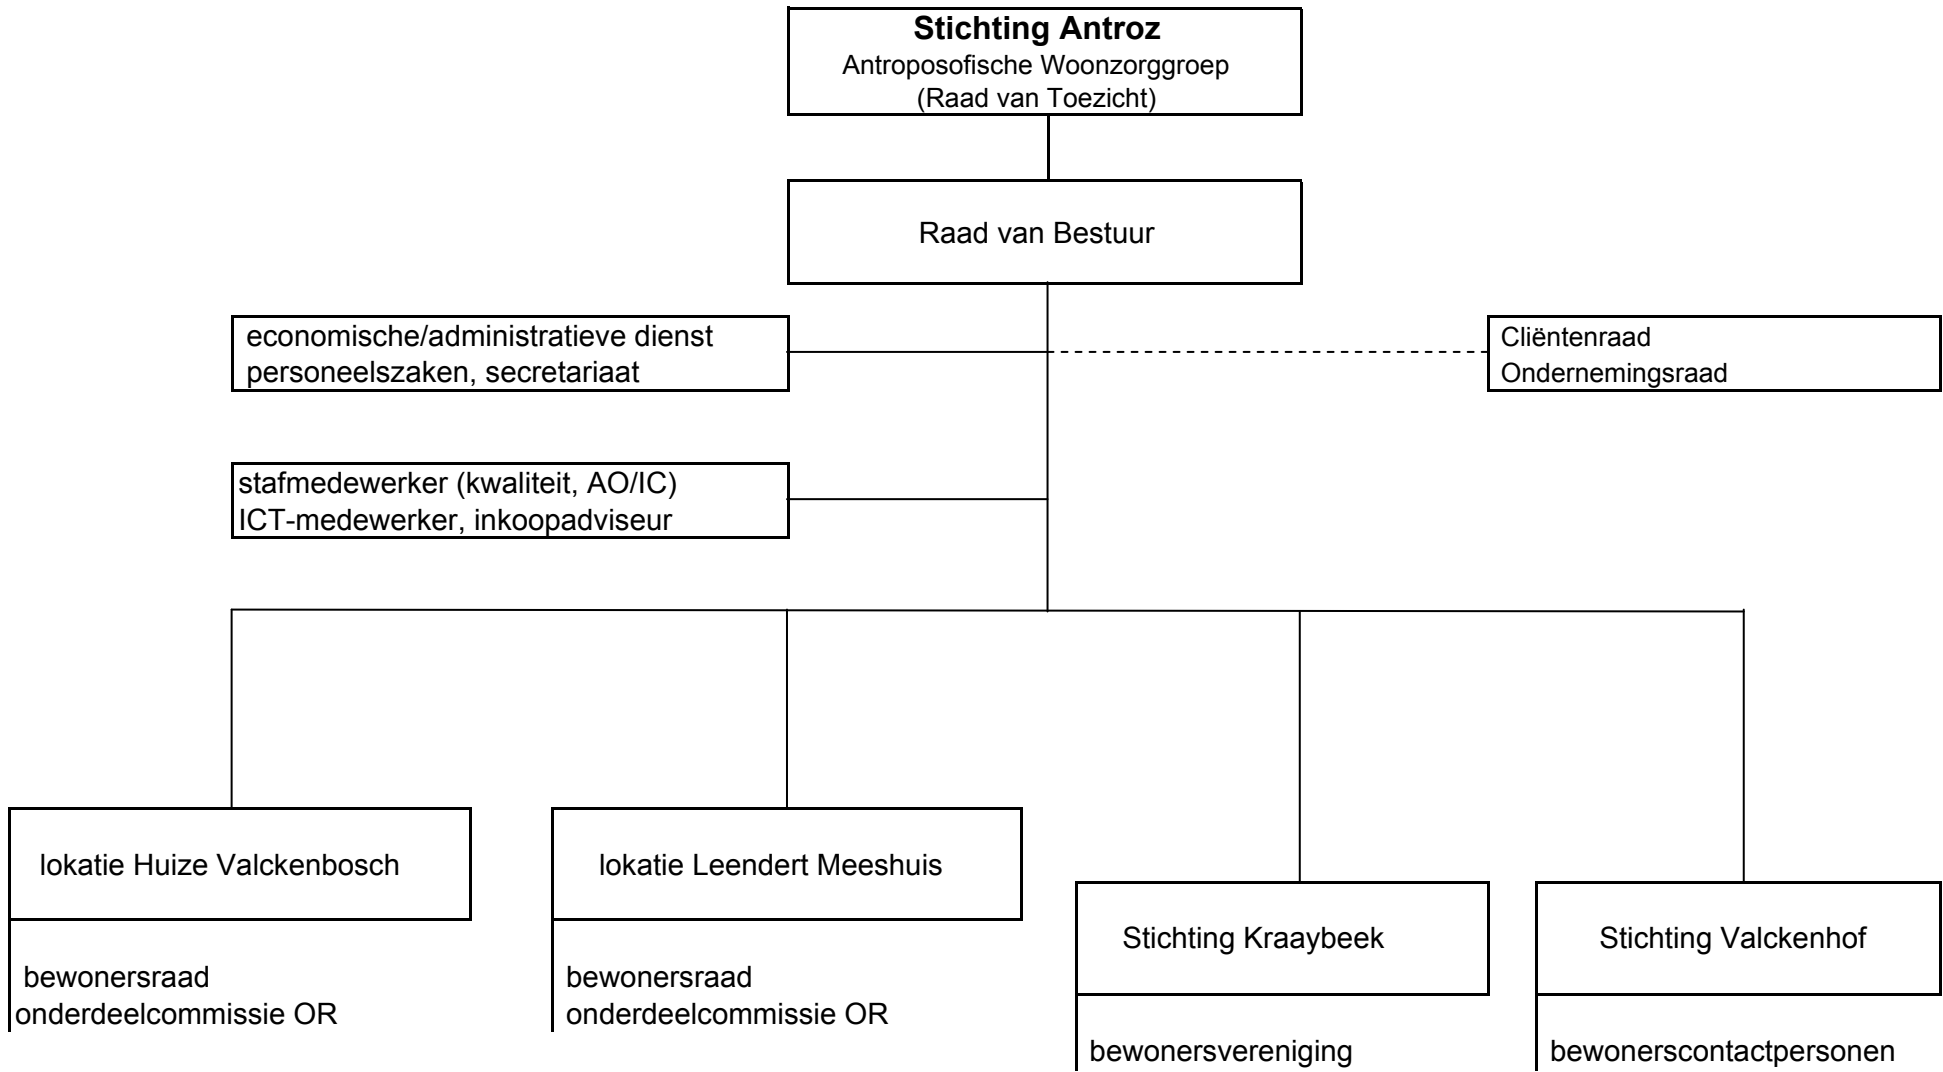 Stichting Antroz
Antroposofische Woonzorggroep
(Raad van Toezicht)
Raad van Bestuur
economische/administratieve dienst
personeelszaken, secretariaat
Cliëntenraad
Ondernemingsraad
stafmedewerker (kwaliteit, AO/IC)
ICT-medewerker, inkoopadviseur
lokatie Huize Valckenbosch
bewonersraad
onderdeelcommissie OR
lokatie Leendert Meeshuis
bewonersraad
onderdeelcommissie OR
Stichting Kraaybeek
bewonersvereniging
Stichting Valckenhof
bewonerscontactpersonen